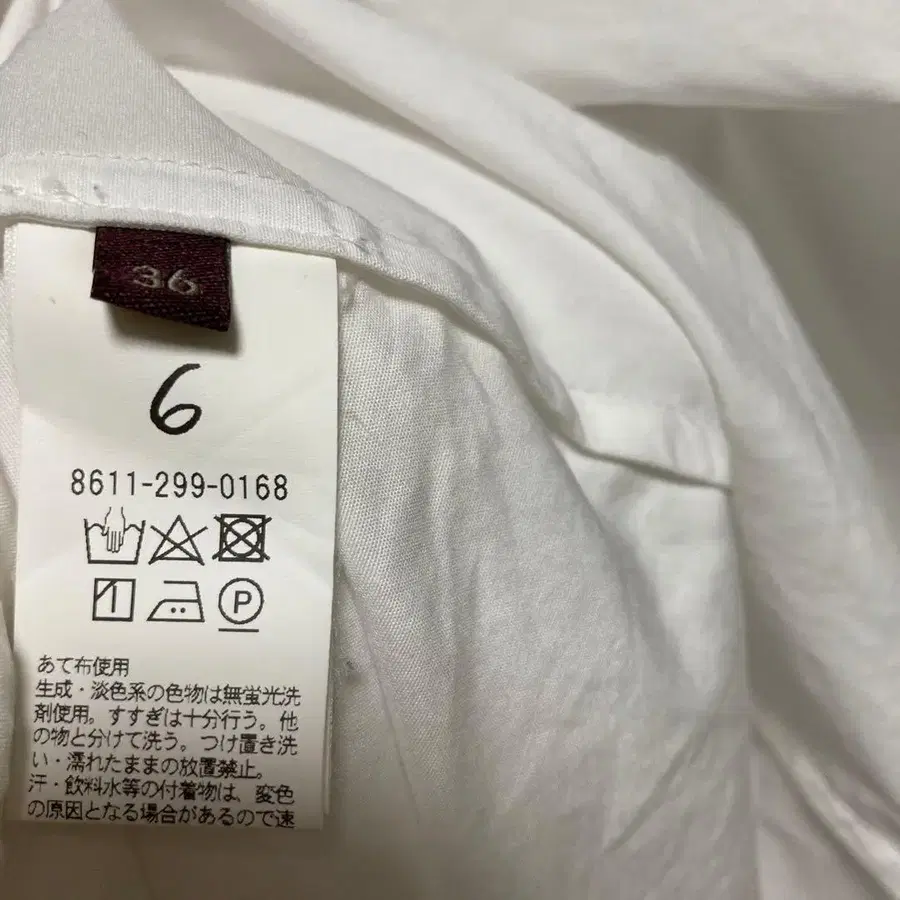 36
6
8611-299-0168
P
あて布使用
生成・淡色系の色物は無蛍光洗
剤使用。すすぎは十分行う。他
の物と分けて洗う。つけ置き洗
い・濡れたままの放置禁止。
汗・飲料水等の付着物は、変色
の原因となる場合があるので速